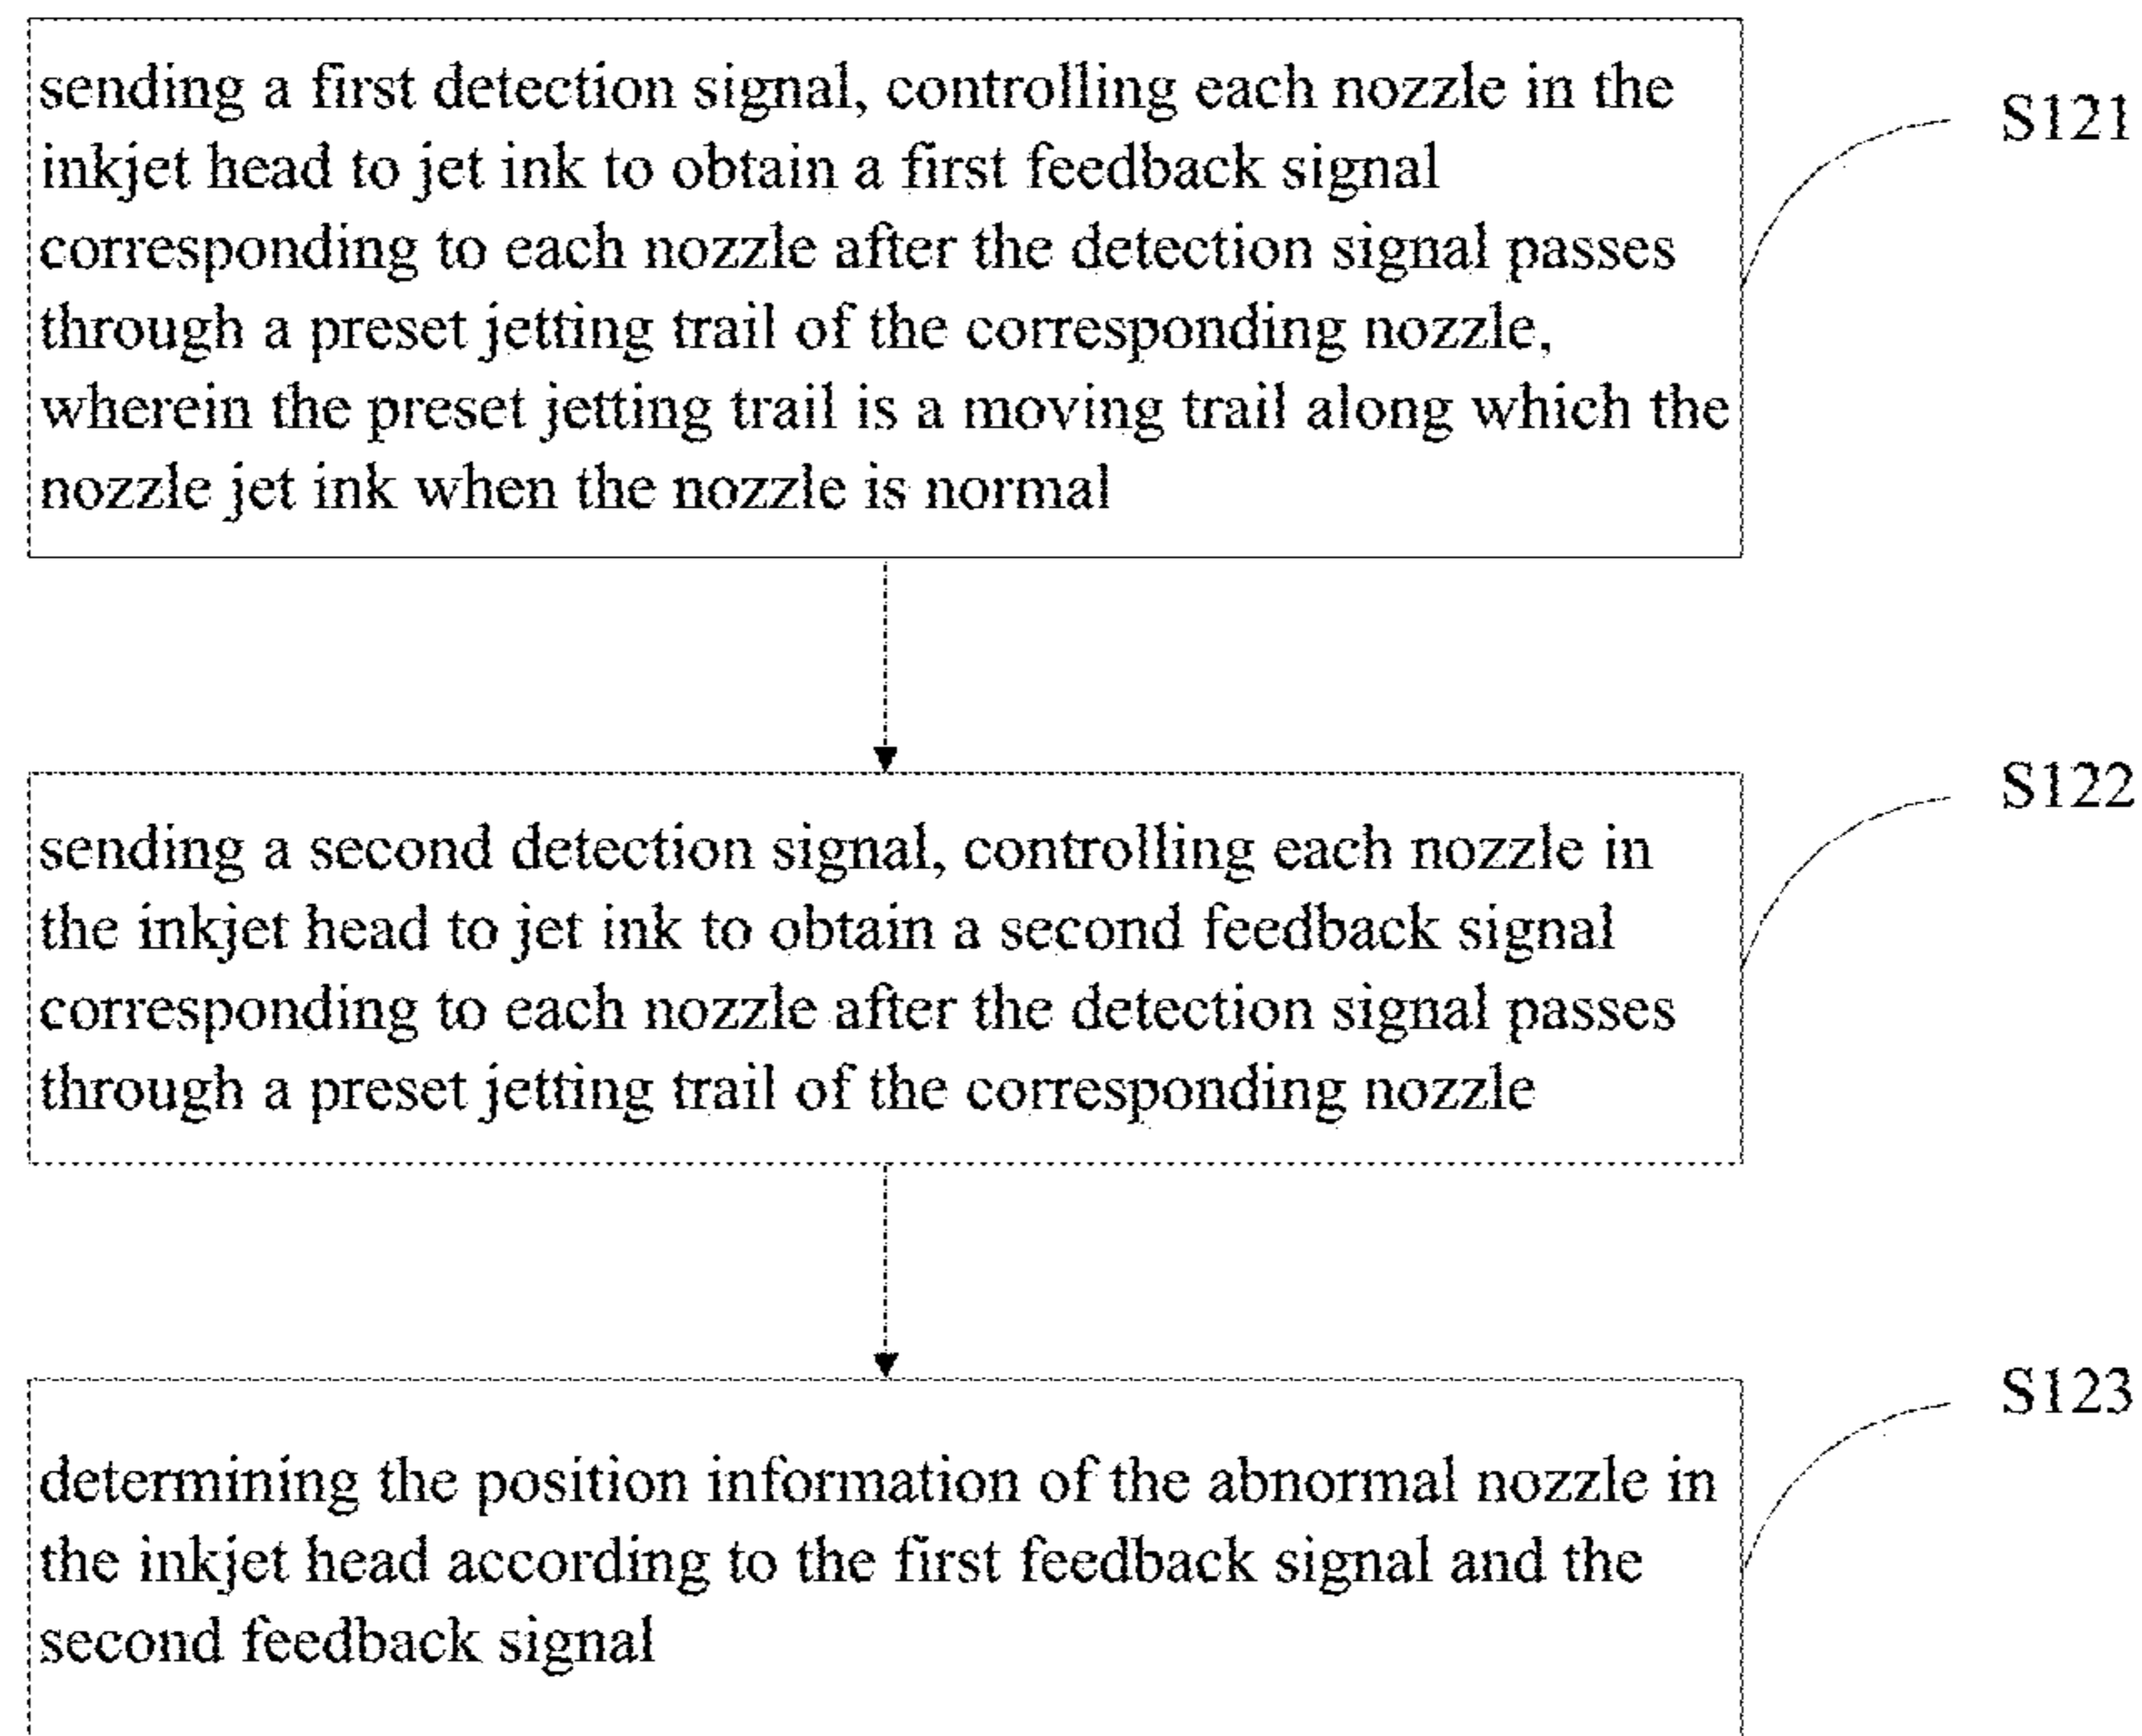 sending a first detection signal, controlling each nozzle in the
inkjet head to jet ink to obtain a first feedback signal
corresponding to each nozzle after the detection signal passes
through a preset jetting trail of the corresponding nozzle,
wherein the preset jetting trail is a moving trail along which the
nozzle jet ink when the nozzle is normal
S121
sending a second detection signal, controlling each nozzle in
the inkjet head to jet ink to obtain a second feedback signal
corresponding to each nozzle after the detection signal passes
through a preset jetting trail of the corresponding nozzle
S122
determining the position information of the abnormal nozzle in
the inkjet head according to the first feedback signal and the
second feedback signal
S123